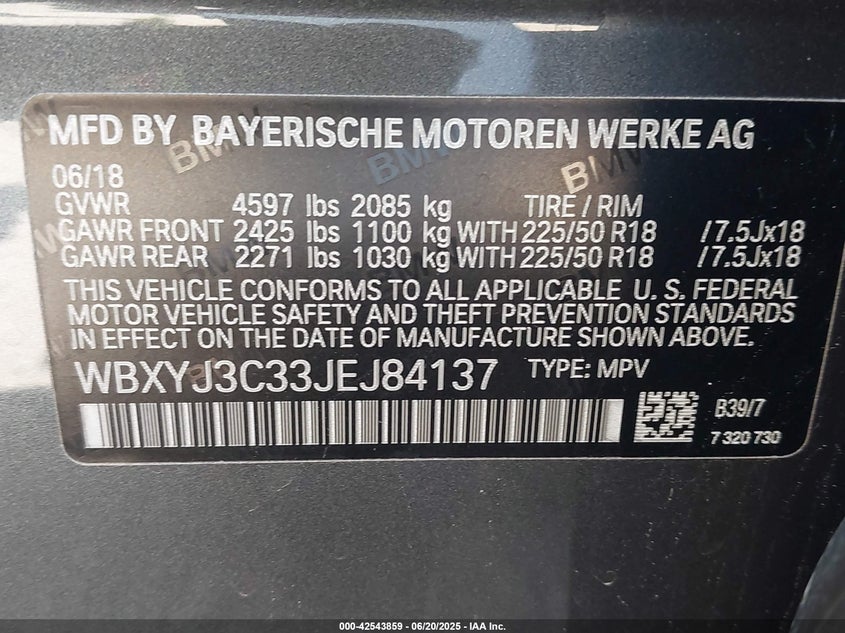 MFD BY BAYERISCHE MOTOREN WERKE AG
06/18
GVWR 4597 lbs 2085 kg TIRE / RIM
GAWR FRONT 2425 lbs 1100 kg WITH 225/50 R18 /7.5Jx18
GAWR REAR 2271 lbs 1030 kg WITH 225/50 R18 /7.5Jx18
THIS VEHICLE CONFORMS TO ALL APPLICABLE U. S. FEDERAL
MOTOR VEHICLE SAFETY AND THEFT PREVENTION STANDARDS
IN EFFECT ON THE DATE OF MANUFACTURE SHOWN ABOVE.
WBXYJ3C33JEJ84137 TYPE: MPV
B39/7
7 320 730
000-42543859 - 06/20/2025 - IAA Inc.